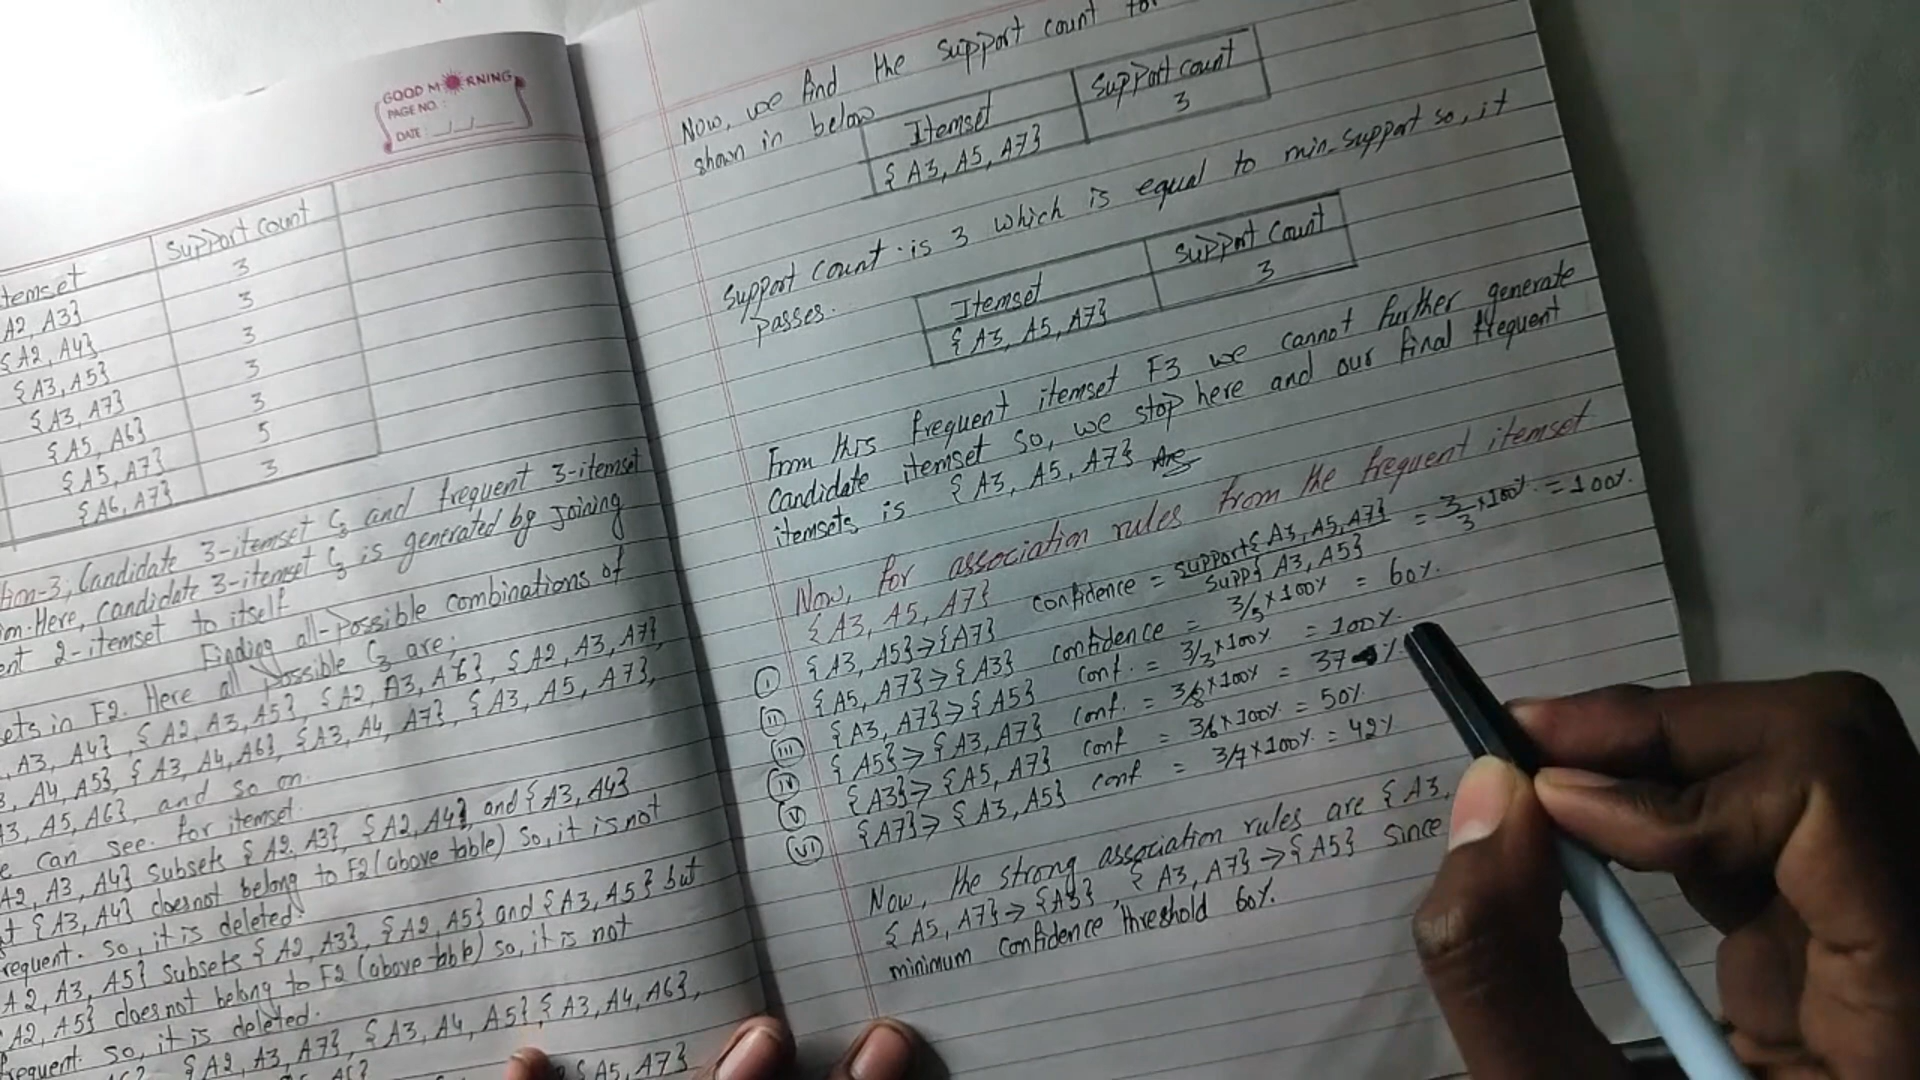 GOOD MORNING
PAGE NO. :
DATE :
temset
Support Count
A2, A3}
3
{A2, A4}
3
{A3, A5}
3
{A3, A7}
3
{A5, A6}
3
{A5, A7}
5
{A6, A7}
3
tion-3, Candidate 3-itemset C3 and frequent 3-itemset
on. Here, candidate 3-itemset C3 is generated by joining
ent 2-itemset to itself.
Finding all-possible combinations of
sets in F2. Here all possible C3 are;
A3, A4}, {A2, A3, A5}, {A2, A3, A6}, {A2, A3, A7},
A4, A5}, {A3, A4, A6}, {A3, A4, A7}, {A3, A5, A7},
A3, A5, A6}, and so on.
e can see. for itemset
A2, A3, A4} subsets {A2, A3}, {A2, A4}, and {A3, A4}
t {A3, A4} doesnot belong to F2 (above table) so, it is not
requent. so, it is deleted.
A2, A3, A5} subsets {A2, A3}, {A2, A5} and {A3, A5} but
{A2, A5} doesnot belong to F2 (above table) so, it is not
frequent. so, it is deleted.
{A2, A3, A7}, {A3, A4, A5} {A3, A4, A6},
{A5, A7}
Now, we find the support count for
shown in below
Itemset
Support count
{A3, A5, A7}
3
Support count is 3 which is equal to min_support so, it
passes.
Itemset
Support Count
{A3, A5, A7}
3
From this frequent itemset F3 we cannot further generate
candidate itemset so, we stop here and our final frequent
itemsets is {A3, A5, A7} Ans
Now, for association rules from the frequent itemset
{A3, A5, A7}
(i) {A3, A5}→{A7} confidence = support{A3, A5, A7} / supp{A3, A5} = 3/3×100% = 100%.
(ii) {A5, A7}→{A3} confidence = 3/5×100% = 60%.
(iii) {A3, A7}→{A5} conf. = 3/3×100% = 100%.
(iv) {A5}→{A3, A7} conf. = 3/8×100% = 37%.
(v) {A3}→{A5, A7} conf = 3/6×100% = 50%
(vi) {A7}→{A3, A5} conf = 3/7×100% = 42%
Now, the strong association rules are {A3,
{A5, A7}→{A3}, {A3, A7}→{A5} since
minimum confidence threshold 60%.